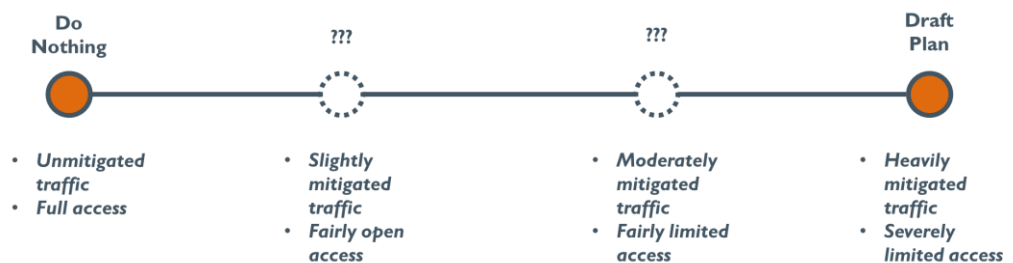 Do
Nothing
???
???
Draft
Plan
• Unmitigated
traffic
• Full access
• Slightly
mitigated
traffic
• Fairly open
access
• Moderately
mitigated
traffic
• Fairly limited
access
• Heavily
mitigated
traffic
• Severely
limited access